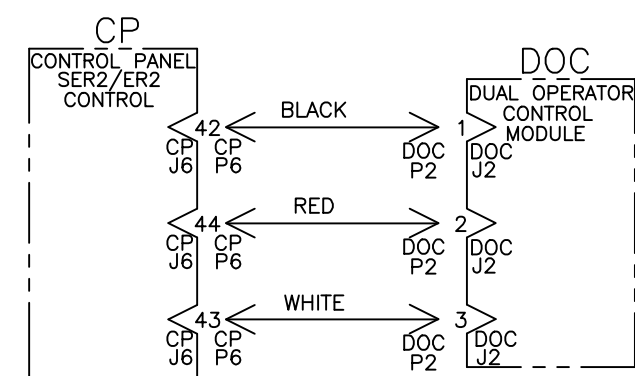 CP
CONTROL PANEL
SER2/ER2
CONTROL
DOC
DUAL OPERATOR
CONTROL
MODULE
42 BLACK 1
CP J6
CP P6
DOC P2
DOC J2
44 RED 2
CP J6
CP P6
DOC P2
DOC J2
43 WHITE 3
CP J6
CP P6
DOC P2
DOC J2